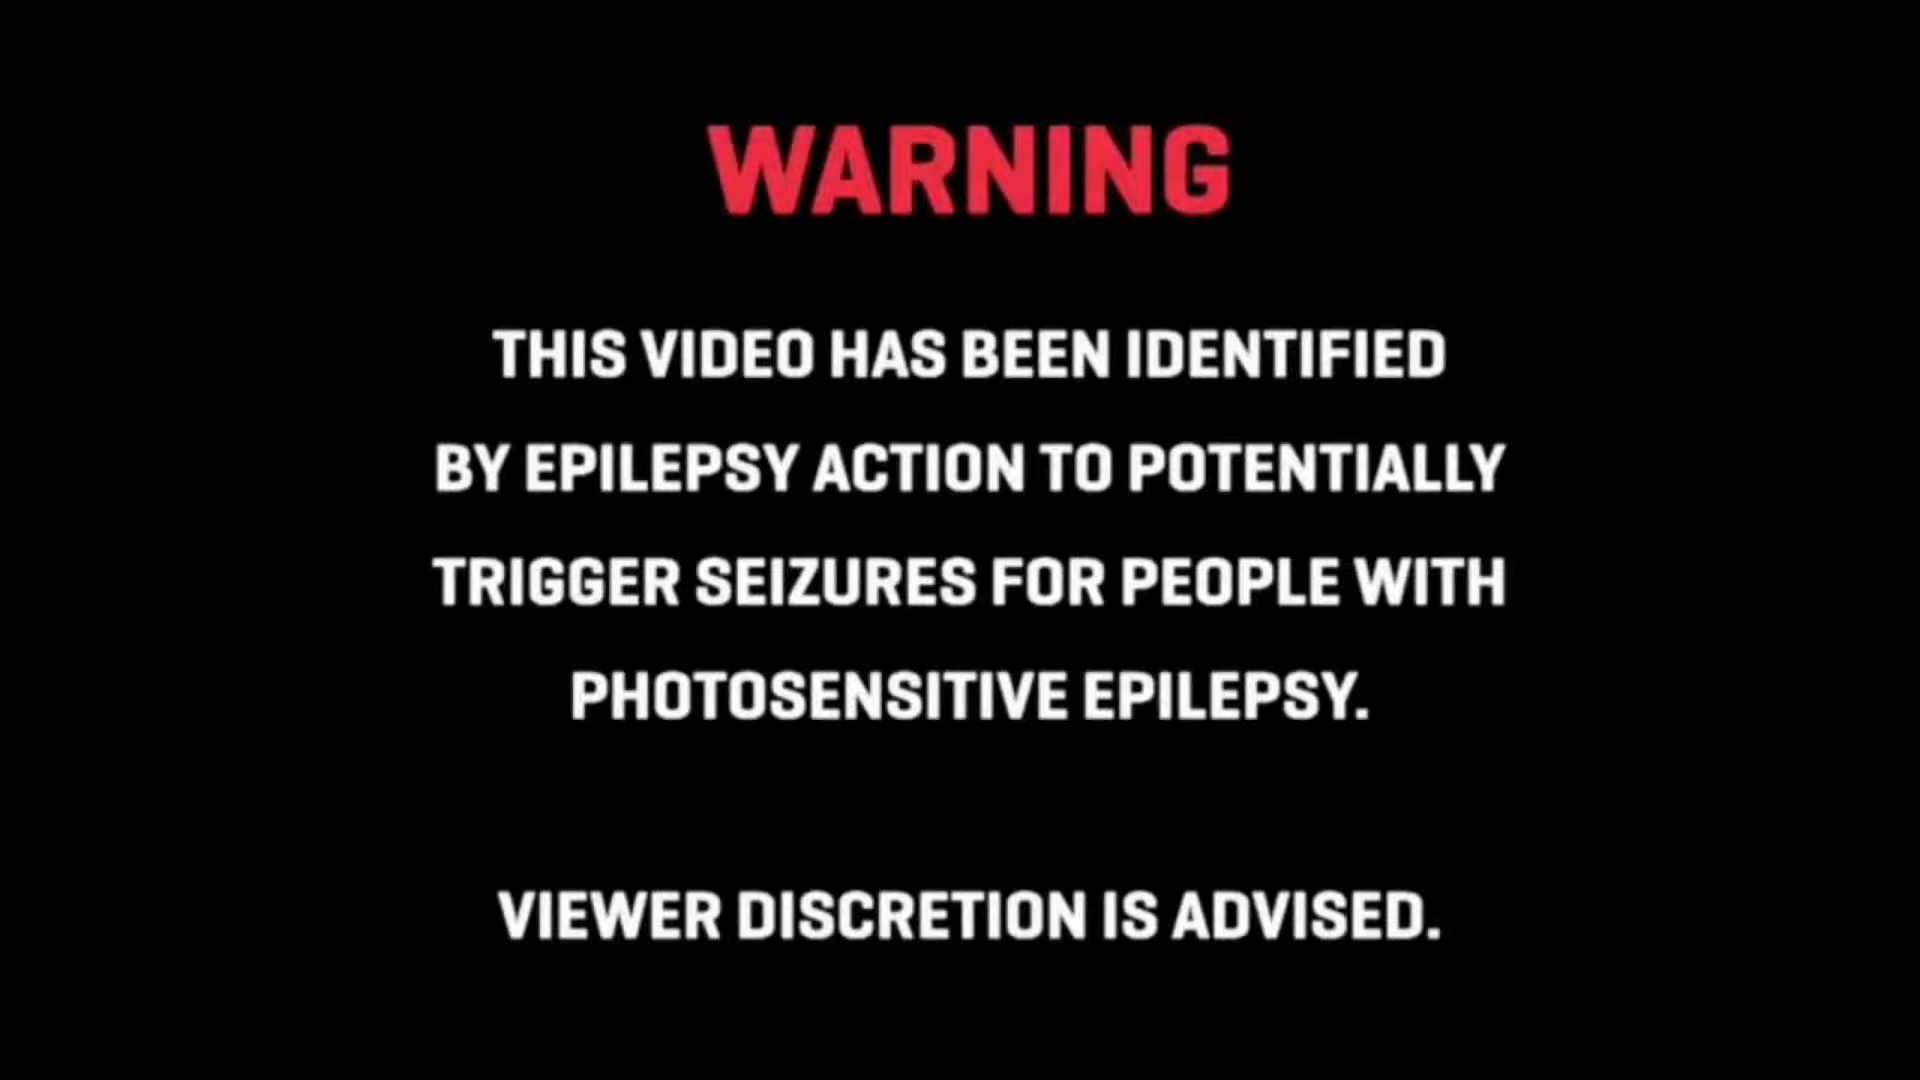 WARNING
THIS VIDEO HAS BEEN IDENTIFIED
BY EPILEPSY ACTION TO POTENTIALLY
TRIGGER SEIZURES FOR PEOPLE WITH
PHOTOSENSITIVE EPILEPSY.
VIEWER DISCRETION IS ADVISED.